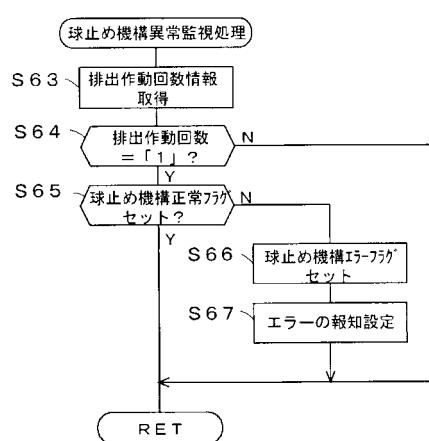 球止め機構異常監視処理
S63
排出作動回数情報
取得
S64
排出作動回数
=「1」?
N
Y
S65
球止め機構正常フラグ
セット?
N
Y
S66
球止め機構エラーフラグ
セット
S67
エラーの報知設定
RET